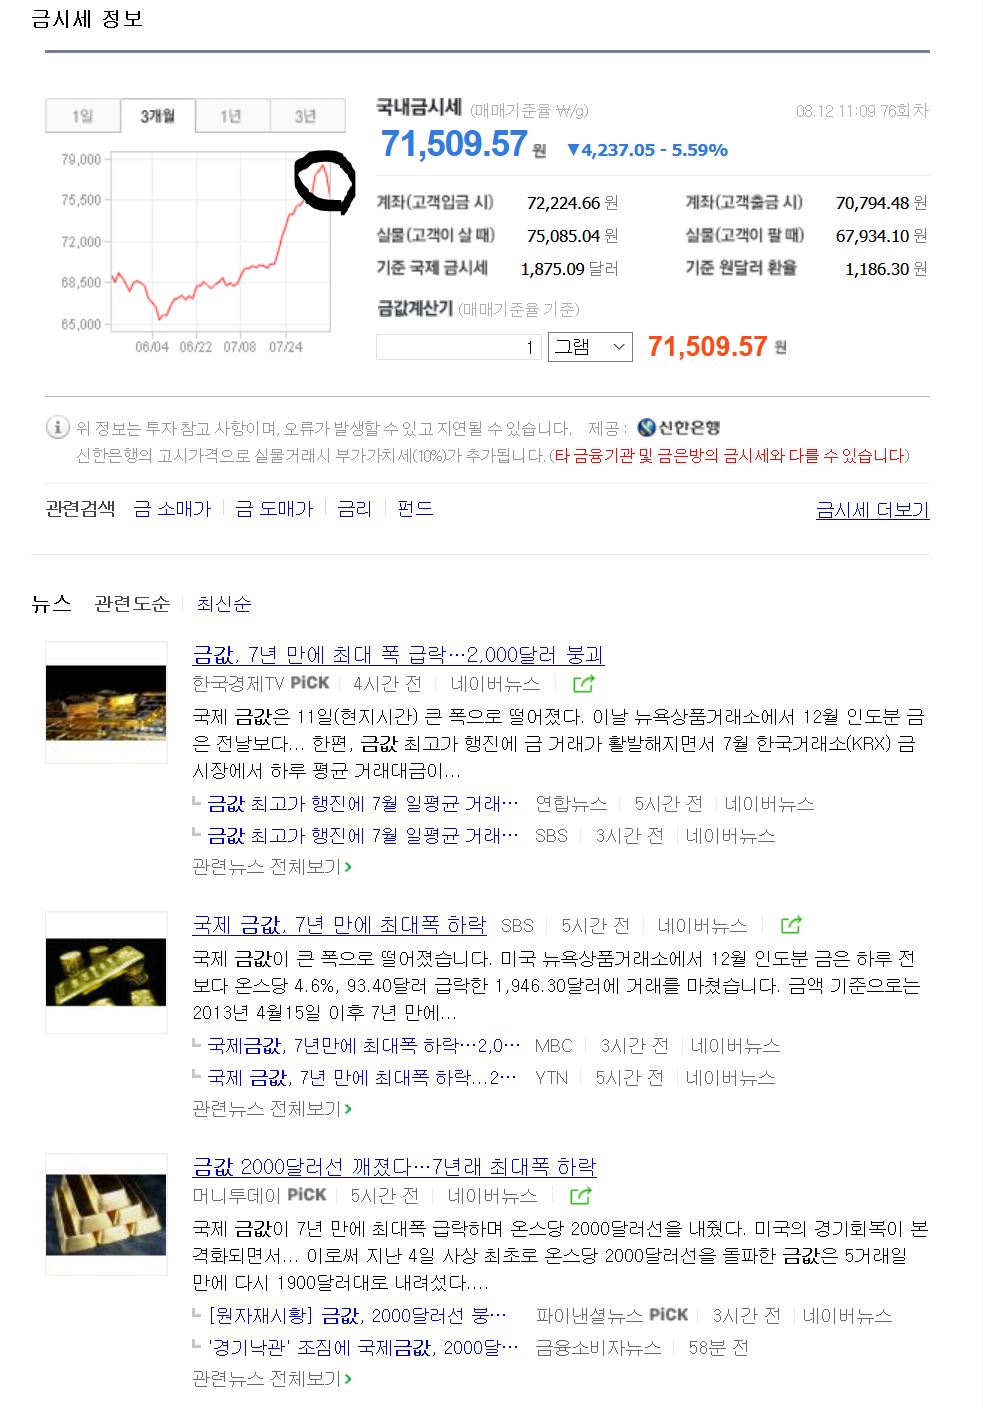 금시세 정보
1일 3개월 1년 3년
79,000
75,500
72,000
68,500
65,000
06/04 06/22 07/08 07/24
국내금시세 (매매기준율 ₩/g) 08.12 11:09 76회차
71,509.57 원 ▼4,237.05 - 5.59%
계좌(고객입금 시) 72,224.66 원 계좌(고객출금 시) 70,794.48 원
실물(고객이 살 때) 75,085.04 원 실물(고객이 팔 때) 67,934.10 원
기준 국제 금시세 1,875.09 달러 기준 원달러 환율 1,186.30 원
금값계산기 (매매기준율 기준)
1 그램 71,509.57 원
위 정보는 투자 참고 사항이며, 오류가 발생할 수 있고 지연될 수 있습니다. 제공 : 신한은행
신한은행의 고시가격으로 실물거래시 부가가치세(10%)가 추가됩니다. (타 금융기관 및 금은방의 금시세와 다를 수 있습니다)
관련검색 금 소매가 금 도매가 금리 펀드 금시세 더보기
뉴스 관련도순 최신순
금값, 7년 만에 최대 폭 급락…2,000달러 붕괴
한국경제TV PiCK 4시간 전 네이버뉴스
국제 금값은 11일(현지시간) 큰 폭으로 떨어졌다. 이날 뉴욕상품거래소에서 12월 인도분 금
은 전날보다... 한편, 금값 최고가 행진에 금 거래가 활발해지면서 7월 한국거래소(KRX) 금
시장에서 하루 평균 거래대금이...
금값 최고가 행진에 7월 일평균 거래… 연합뉴스 5시간 전 네이버뉴스
금값 최고가 행진에 7월 일평균 거래… SBS 3시간 전 네이버뉴스
관련뉴스 전체보기
국제 금값, 7년 만에 최대폭 하락 SBS 5시간 전 네이버뉴스
국제 금값이 큰 폭으로 떨어졌습니다. 미국 뉴욕상품거래소에서 12월 인도분 금은 하루 전
보다 온스당 4.6%, 93.40달러 급락한 1,946.30달러에 거래를 마쳤습니다. 금액 기준으로는
2013년 4월15일 이후 7년 만에...
국제금값, 7년만에 최대폭 하락…2,0… MBC 3시간 전 네이버뉴스
국제 금값, 7년 만에 최대폭 하락...2… YTN 5시간 전 네이버뉴스
관련뉴스 전체보기
금값 2000달러선 깨졌다…7년래 최대폭 하락
머니투데이 PiCK 5시간 전 네이버뉴스
국제 금값이 7년 만에 최대폭 급락하며 온스당 2000달러선을 내줬다. 미국의 경기회복이 본
격화되면서... 이로써 지난 4일 사상 최초로 온스당 2000달러선을 돌파한 금값은 5거래일
만에 다시 1900달러대로 내려섰다....
[원자재시황] 금값, 2000달러선 붕… 파이낸셜뉴스 PiCK 3시간 전 네이버뉴스
'경기낙관' 조짐에 국제금값, 2000달… 금융소비자뉴스 58분 전
관련뉴스 전체보기